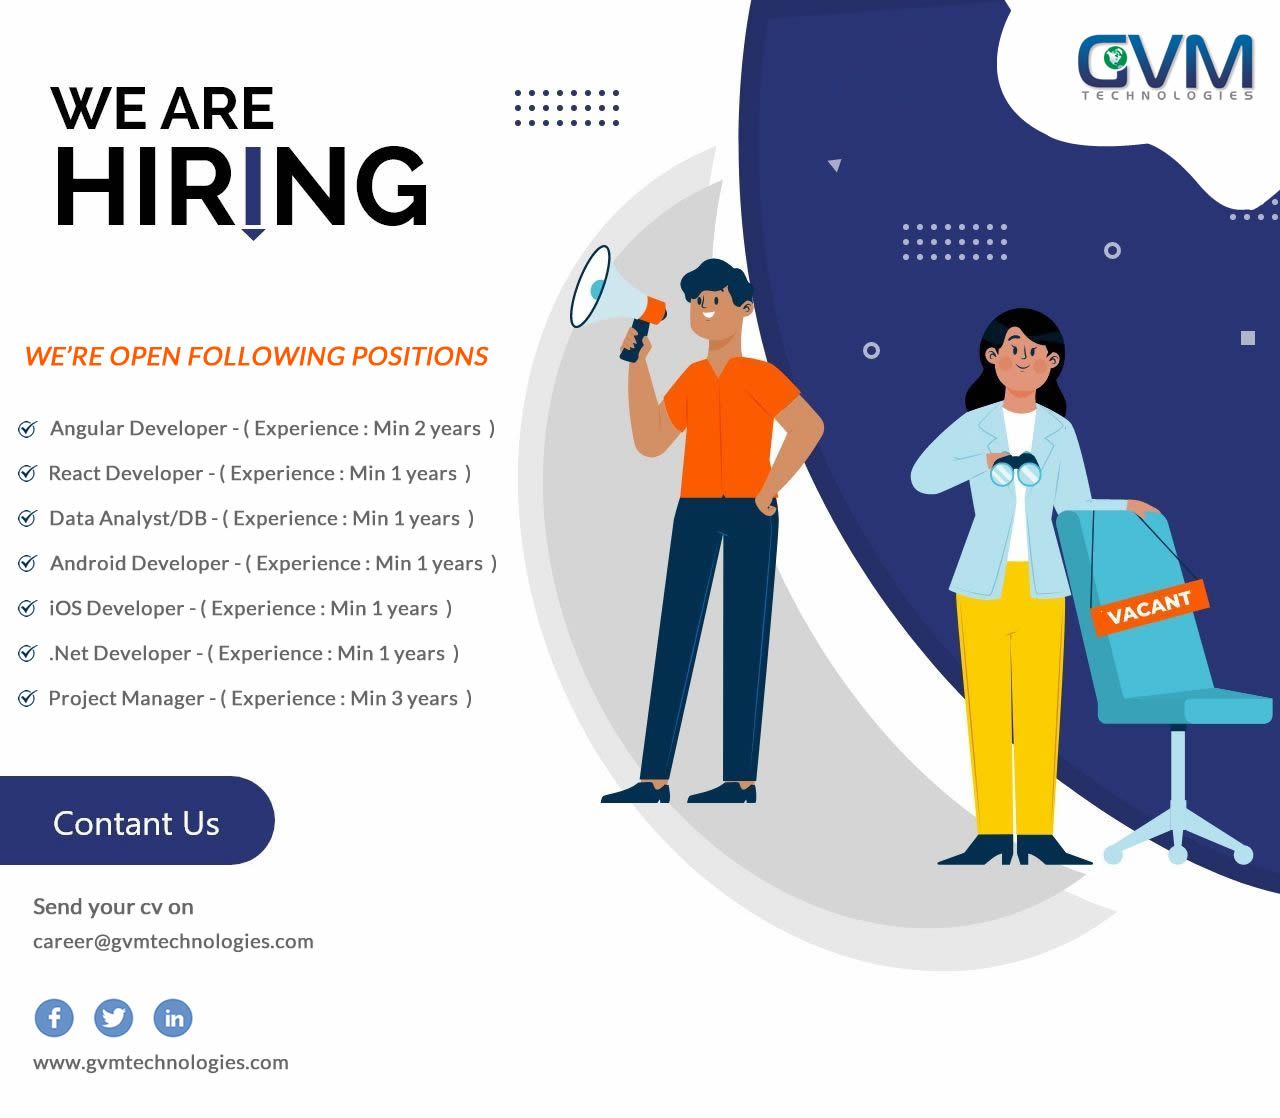 GVM
TECHNOLOGIES
WE ARE
HIRING
WE'RE OPEN FOLLOWING POSITIONS
Angular Developer - ( Experience : Min 2 years )
React Developer - ( Experience : Min 1 years )
Data Analyst/DB - ( Experience : Min 1 years )
Android Developer - ( Experience : Min 1 years )
iOS Developer - ( Experience : Min 1 years )
.Net Developer - ( Experience : Min 1 years )
Project Manager - ( Experience : Min 3 years )
VACANT
Contant Us
Send your cv on
career@gvmtechnologies.com
f in
www.gvmtechnologies.com